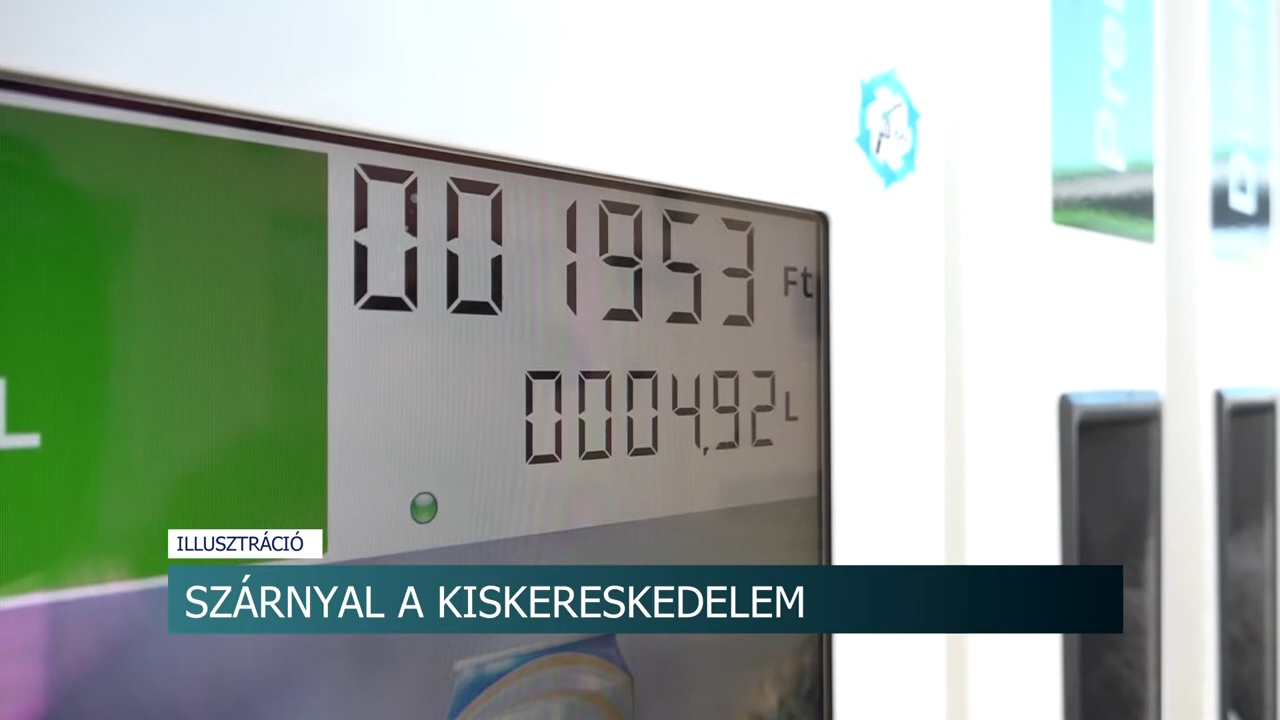 001953 Ft
0004,92 L
L
ILLUSZTRÁCIÓ
SZÁRNYAL A KISKERESKEDELEM